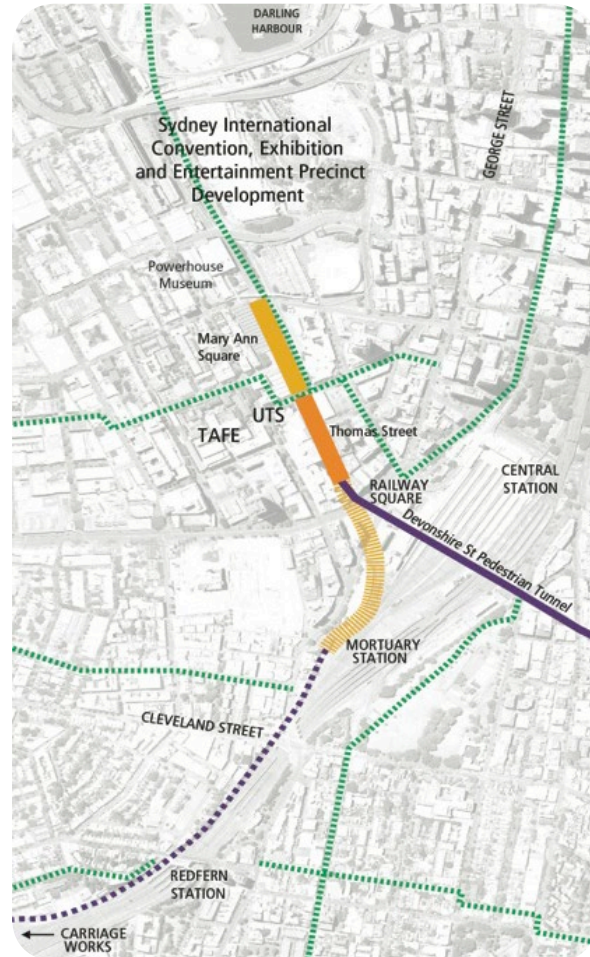 DARLING
HARBOUR
GEORGE STREET
Sydney International
Convention, Exhibition
and Entertainment Precinct
Development
Powerhouse
Museum
Mary Ann
Square
UTS
TAFE
Thomas Street
RAILWAY
SQUARE
CENTRAL
STATION
Devonshire St Pedestrian Tunnel
MORTUARY
STATION
CLEVELAND STREET
REDFERN
STATION
CARRIAGE
WORKS